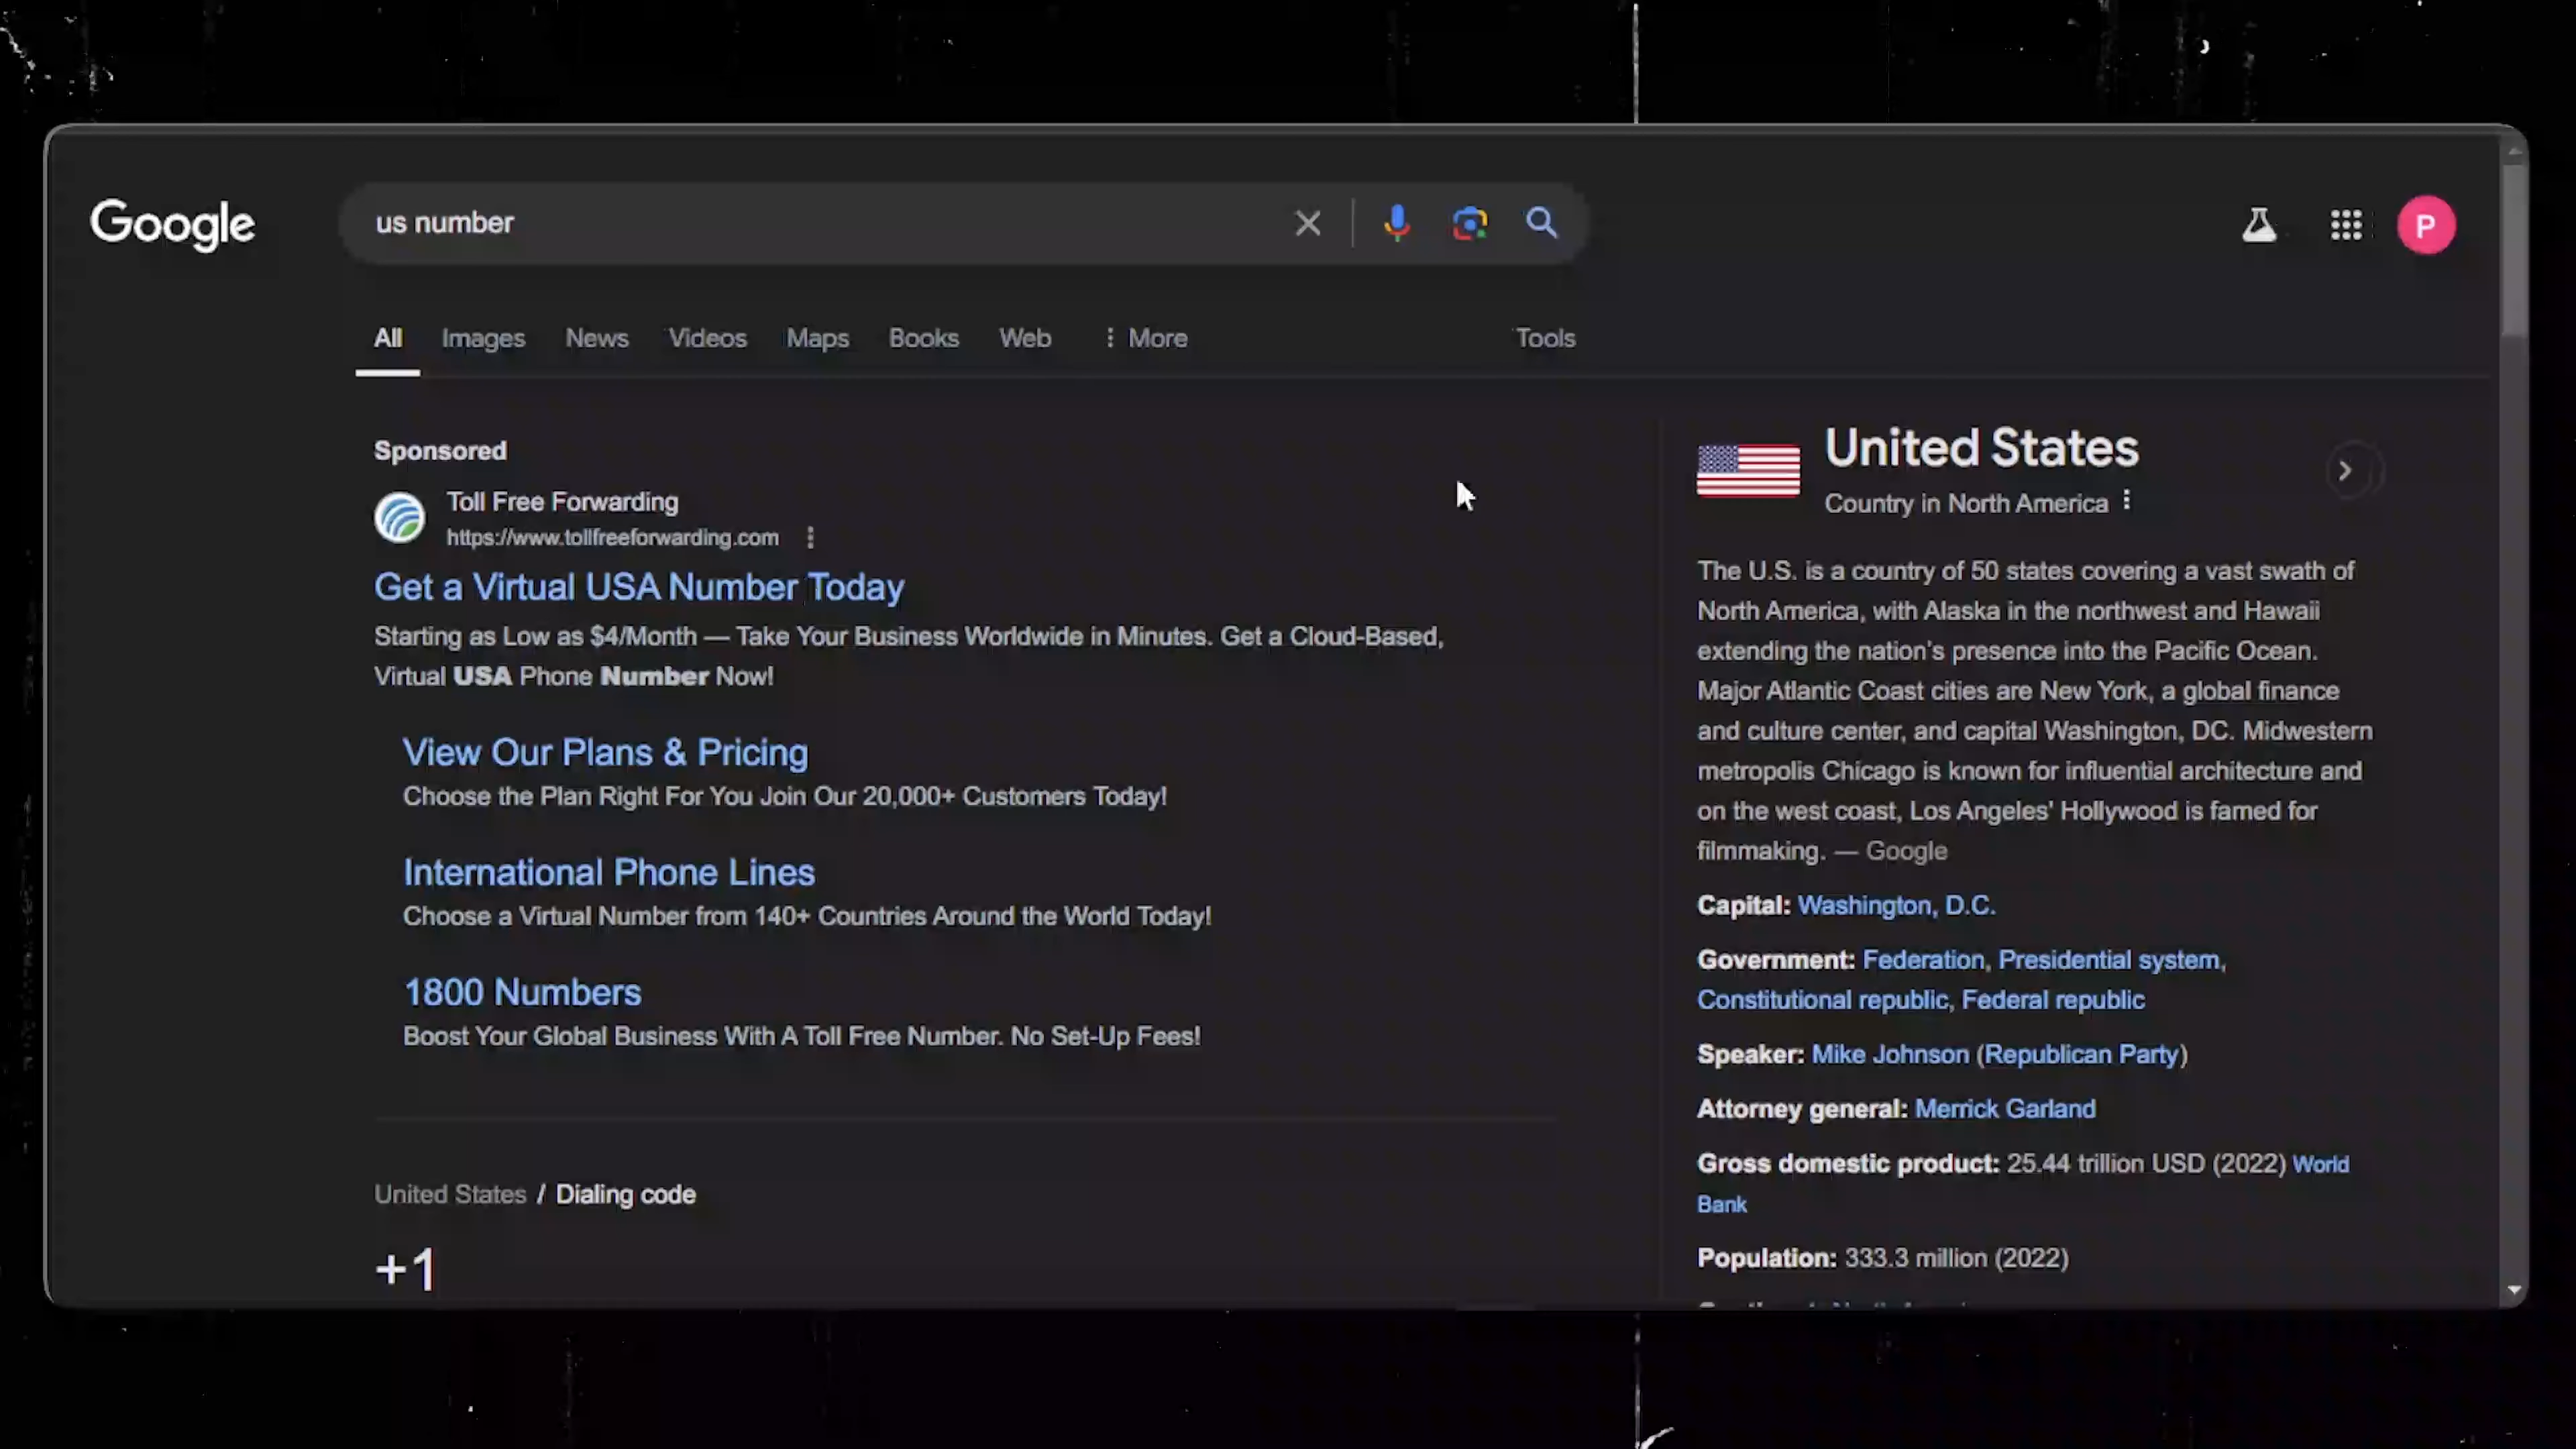 Google
us number
P
All Images News Videos Maps Books Web More Tools
Sponsored
Toll Free Forwarding
https://www.tollfreeforwarding.com
Get a Virtual USA Number Today
Starting as Low as $4/Month — Take Your Business Worldwide in Minutes. Get a Cloud-Based,
Virtual USA Phone Number Now!
View Our Plans & Pricing
Choose the Plan Right For You Join Our 20,000+ Customers Today!
International Phone Lines
Choose a Virtual Number from 140+ Countries Around the World Today!
1800 Numbers
Boost Your Global Business With A Toll Free Number. No Set-Up Fees!
United States / Dialing code
+1
United States
Country in North America
The U.S. is a country of 50 states covering a vast swath of
North America, with Alaska in the northwest and Hawaii
extending the nation's presence into the Pacific Ocean.
Major Atlantic Coast cities are New York, a global finance
and culture center, and capital Washington, DC. Midwestern
metropolis Chicago is known for influential architecture and
on the west coast, Los Angeles' Hollywood is famed for
filmmaking. — Google
Capital: Washington, D.C.
Government: Federation, Presidential system,
Constitutional republic, Federal republic
Speaker: Mike Johnson (Republican Party)
Attorney general: Merrick Garland
Gross domestic product: 25.44 trillion USD (2022) World
Bank
Population: 333.3 million (2022)